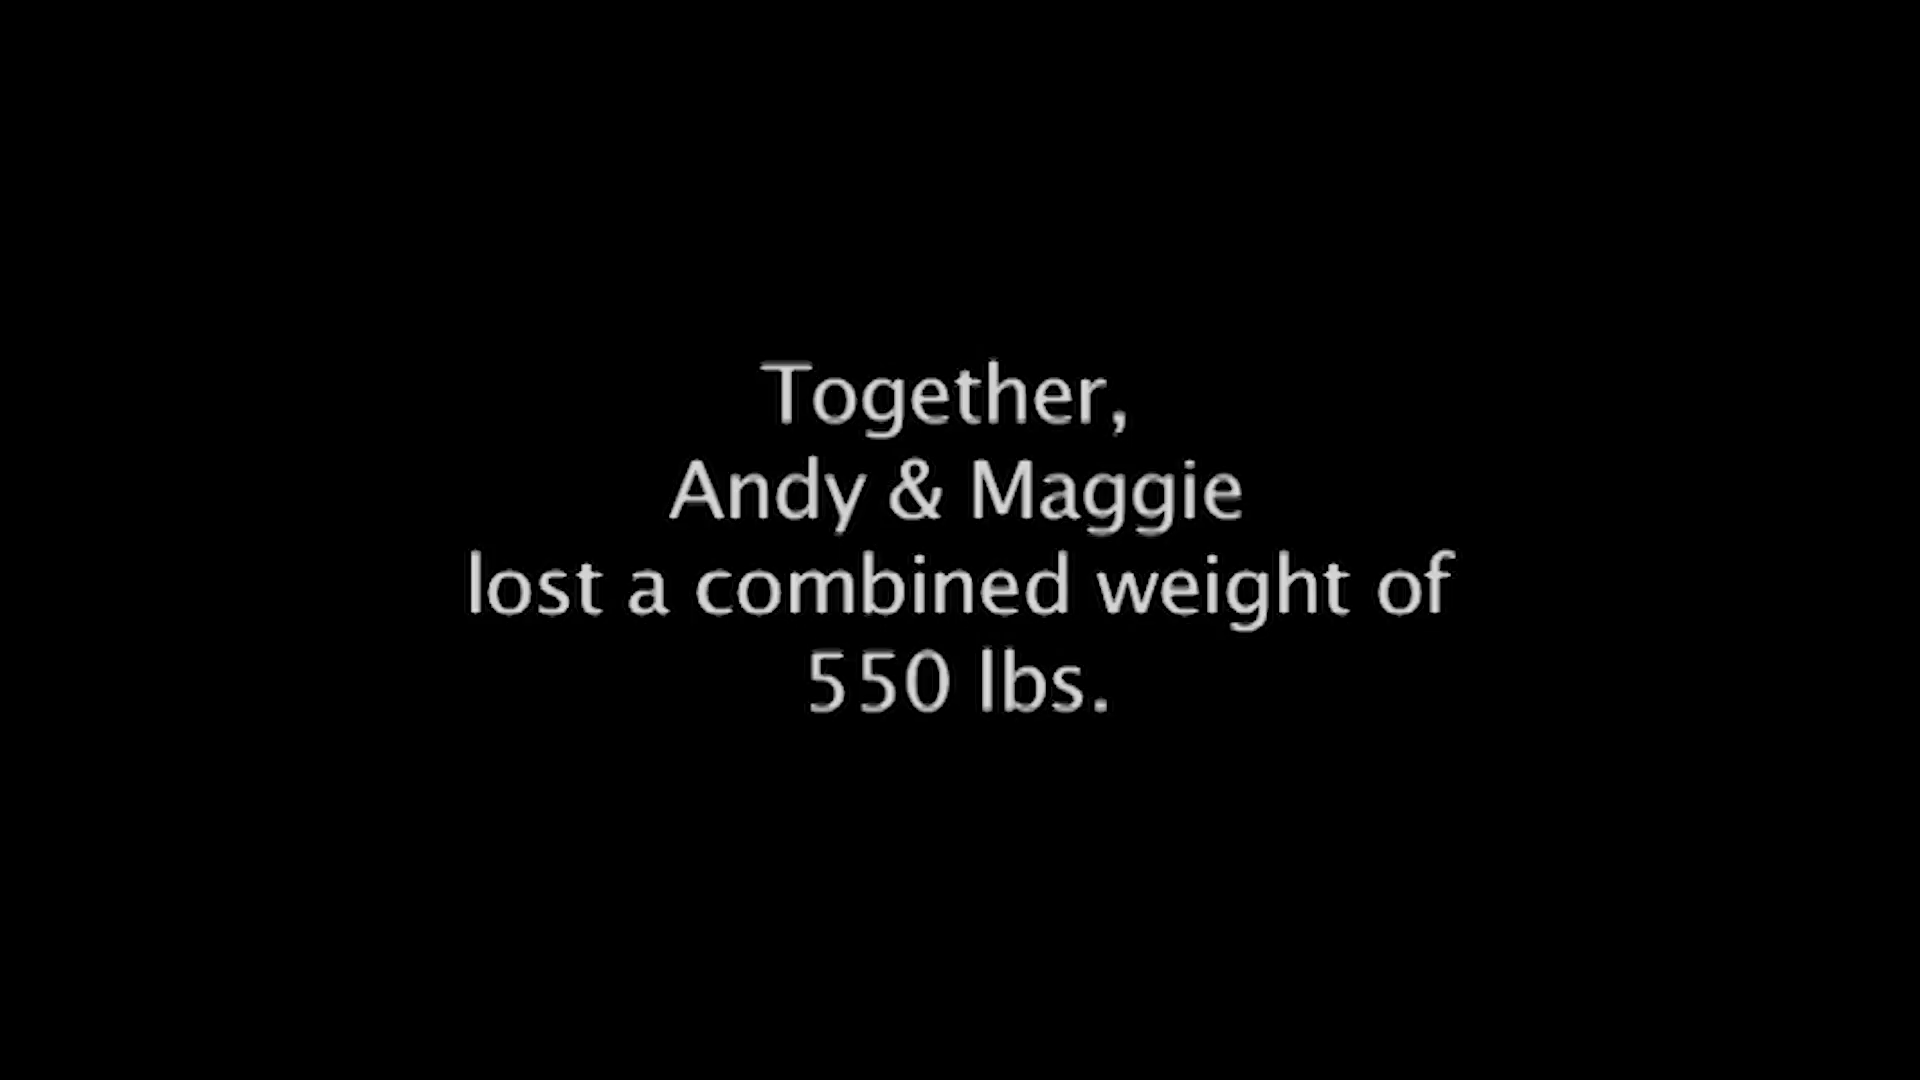 Together,
Andy & Maggie
lost a combined weight of
550 lbs.